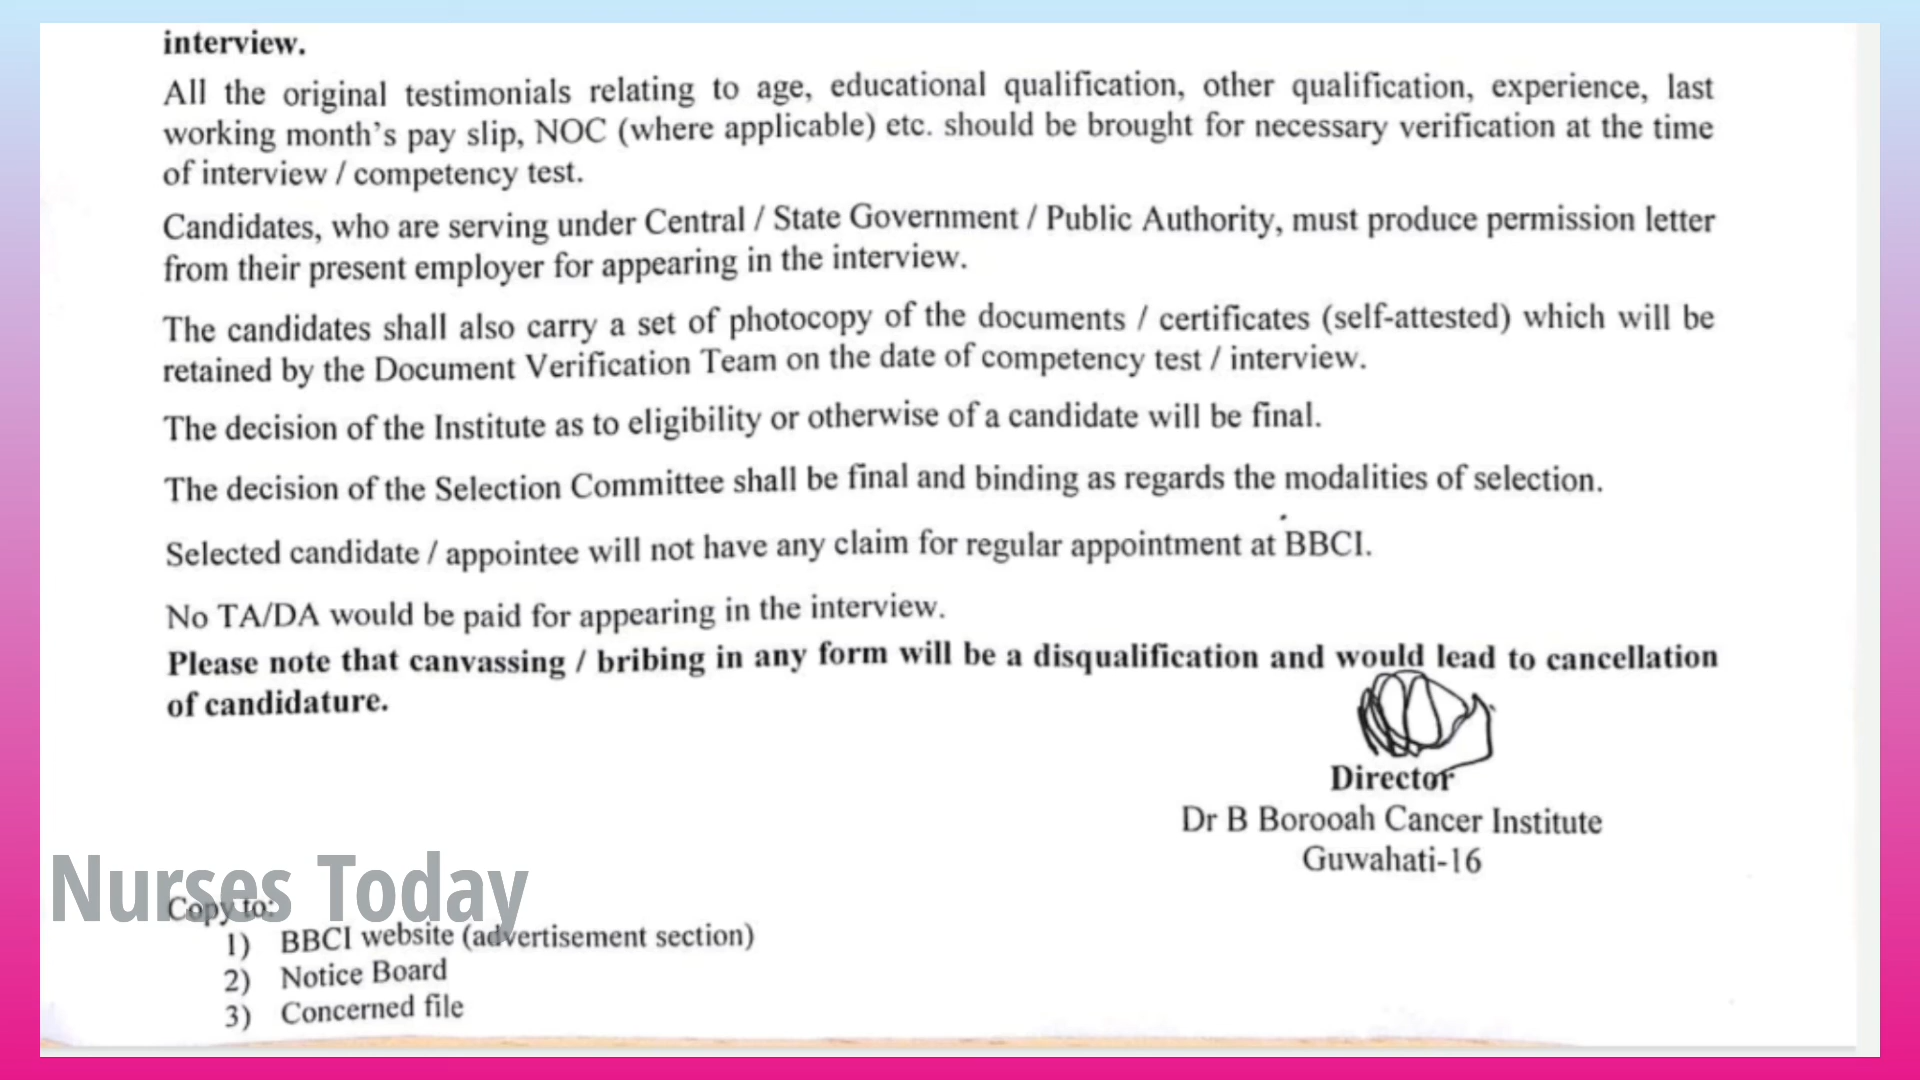 interview.
All the original testimonials relating to age, educational qualification, other qualification, experience, last
working month's pay slip, NOC (where applicable) etc. should be brought for necessary verification at the time
of interview / competency test.
Candidates, who are serving under Central / State Government / Public Authority, must produce permission letter
from their present employer for appearing in the interview.
The candidates shall also carry a set of photocopy of the documents / certificates (self-attested) which will be
retained by the Document Verification Team on the date of competency test / interview.
The decision of the Institute as to eligibility or otherwise of a candidate will be final.
The decision of the Selection Committee shall be final and binding as regards the modalities of selection.
Selected candidate / appointee will not have any claim for regular appointment at BBCI.
No TA/DA would be paid for appearing in the interview.
Please note that canvassing / bribing in any form will be a disqualification and would lead to cancellation
of candidature.
Director
Dr B Borooah Cancer Institute
Guwahati-16
Nurses Today
Copy to:
1) BBCI website (advertisement section)
2) Notice Board
3) Concerned file